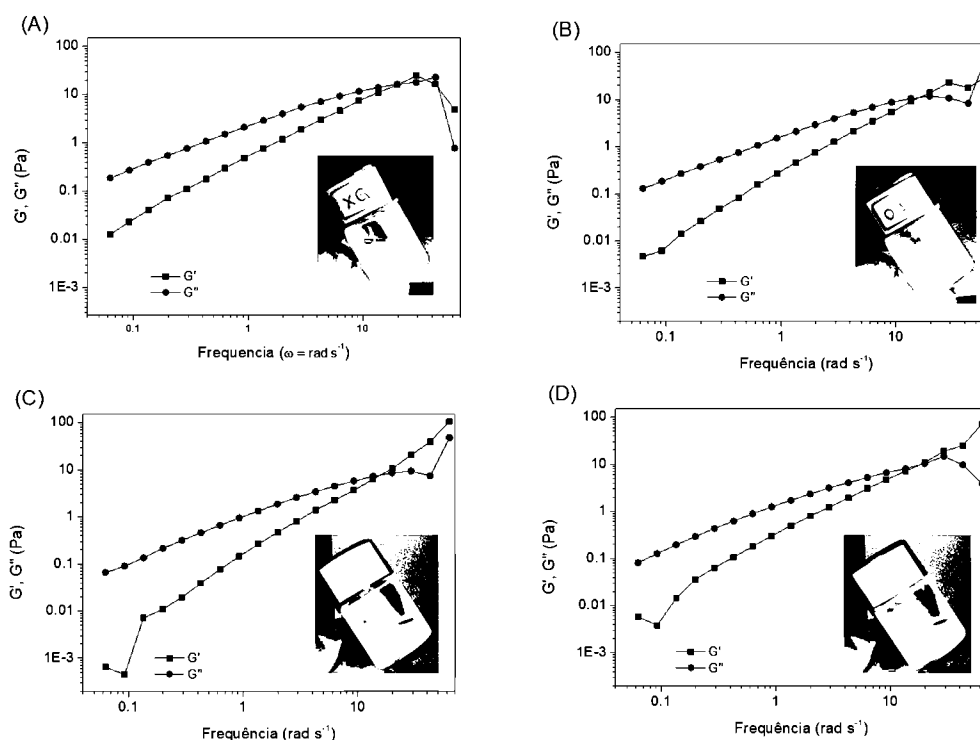 (A)
100
10
1
0.1
0.01
1E-3
G', G" (Pa)
XG
G'
G"
0.1
1
10
Frequencia (ω = rad s⁻¹)
(B)
100
10
1
0.1
0.01
1E-3
G', G" (Pa)
G'
G"
0.1
1
10
Frequência (rad s⁻¹)
(C)
100
10
1
0.1
0.01
1E-3
G', G" (Pa)
G'
G"
0.1
1
10
Frequência (rad s⁻¹)
(D)
100
10
1
0.1
0.01
1E-3
G', G" (Pa)
G'
G"
0.1
1
10
Frequência (rad s⁻¹)